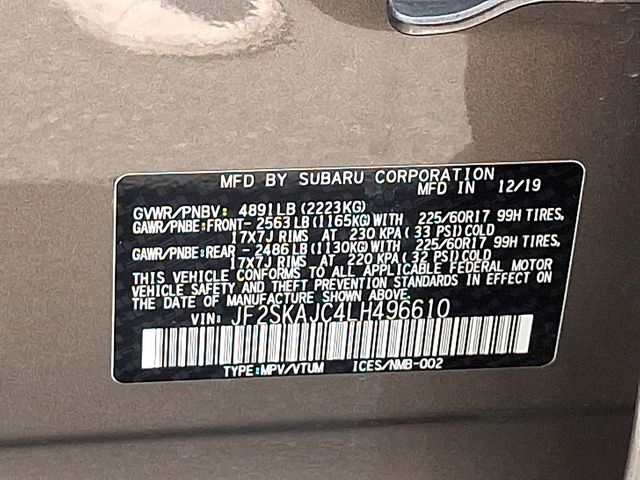 MFD BY SUBARU CORPORATION
MFD IN 12/19
GVWR/PNBV: 4891LB(2223KG)
GAWR/PNBE:FRONT- 2563LB(1165KG)WITH 225/60R17 99H TIRES,
17X7J RIMS AT 230 KPA(33 PSI)COLD
GAWR/PNBE:REAR - 2486LB(1130KG)WITH 225/60R17 99H TIRES,
17X7J RIMS AT 220 KPA(32 PSI)COLD
THIS VEHICLE CONFORMS TO ALL APPLICABLE FEDERAL MOTOR
VEHICLE SAFETY AND THEFT PREVENTION STANDARDS IN EFFECT ON
THE DATE OF MANUFACTURE SHOWN ABOVE.
VIN: JF2SKAJC4LH496610
TYPE:MPV/VTUM ICES/NMB-002